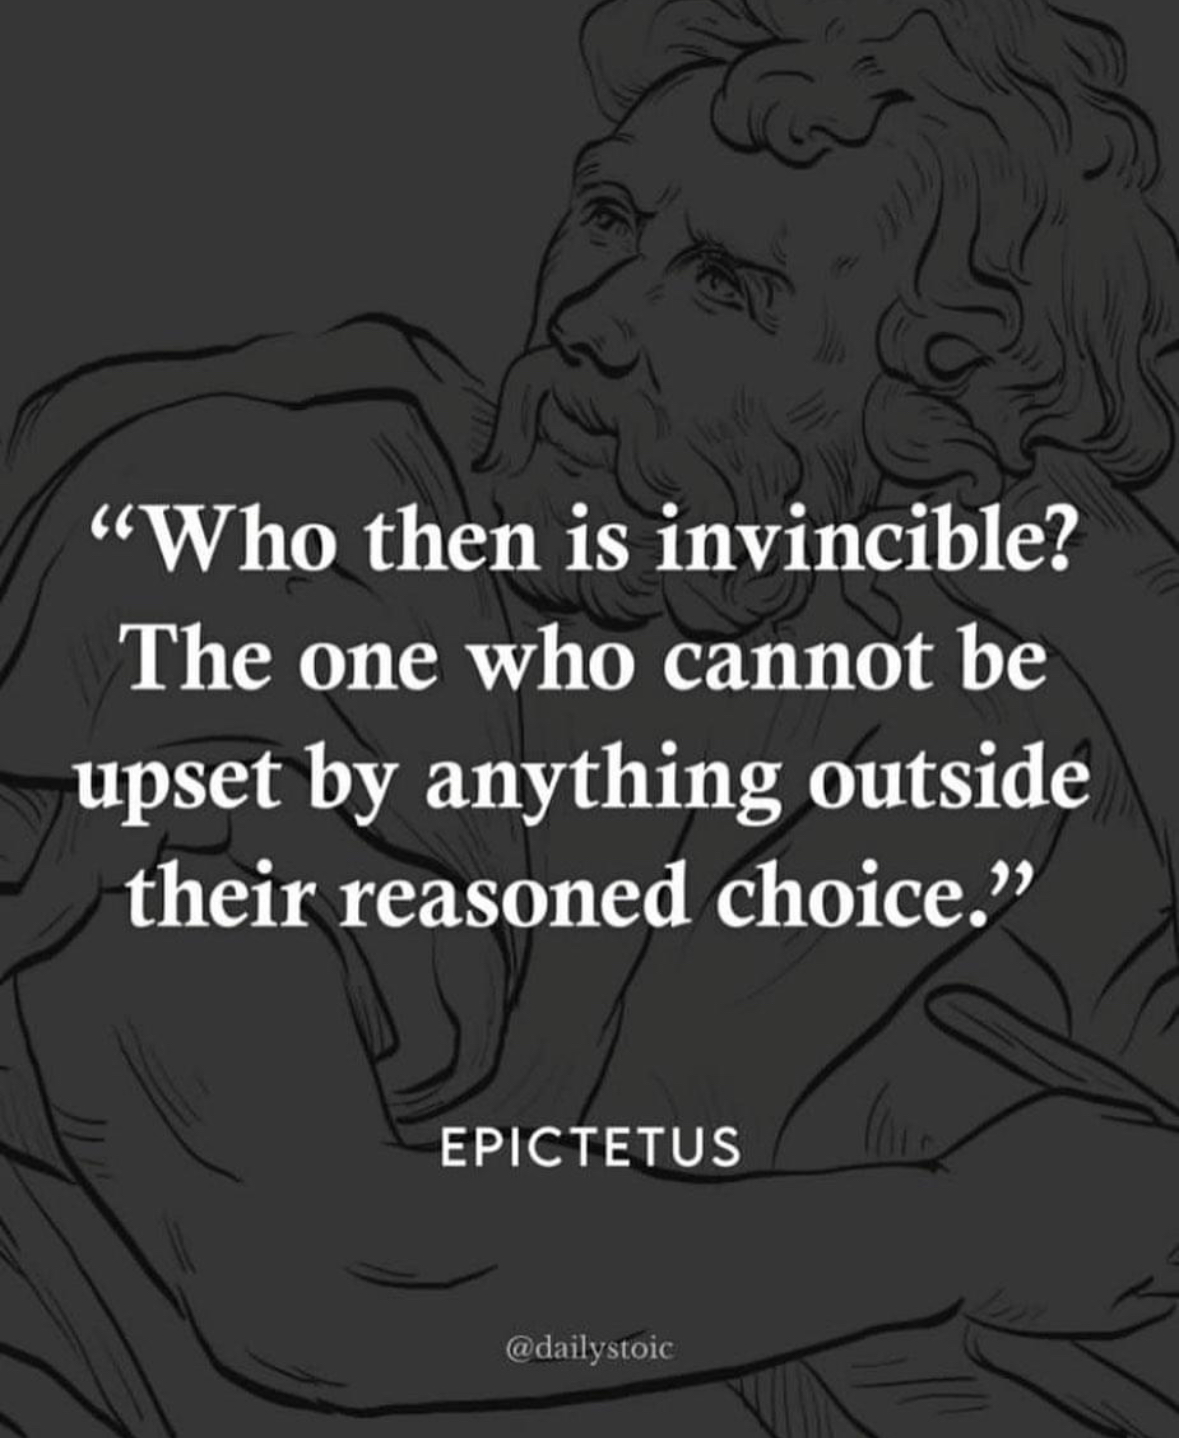 “Who then is invincible?
The one who cannot be
upset by anything outside
their reasoned choice.”
EPICTETUS
@dailystoic